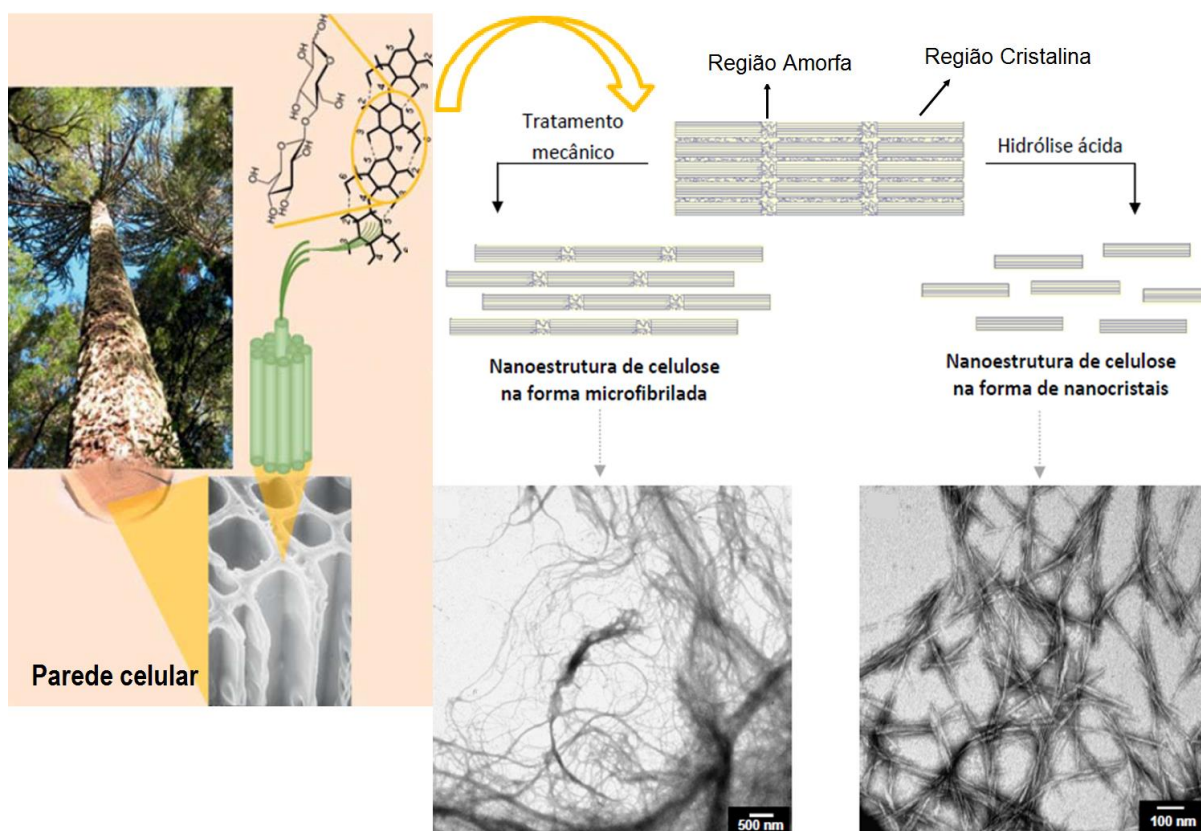 Região Amorfa
Região Cristalina
Tratamento
mecânico
Hidrólise ácida
Nanoestrutura de celulose
na forma microfibrilada
Nanoestrutura de celulose
na forma de nanocristais
Parede celular
500 nm
100 nm